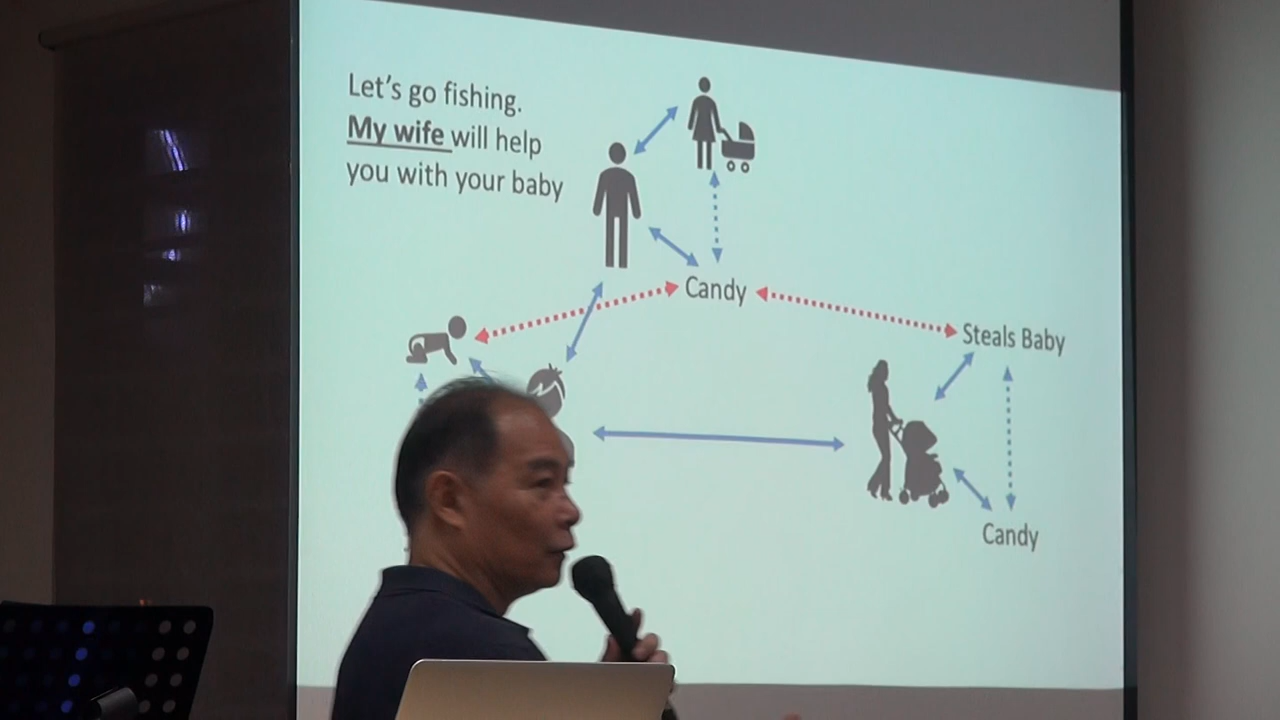 Let's go fishing.
My wife will help
you with your baby
Candy
Steals Baby
Candy